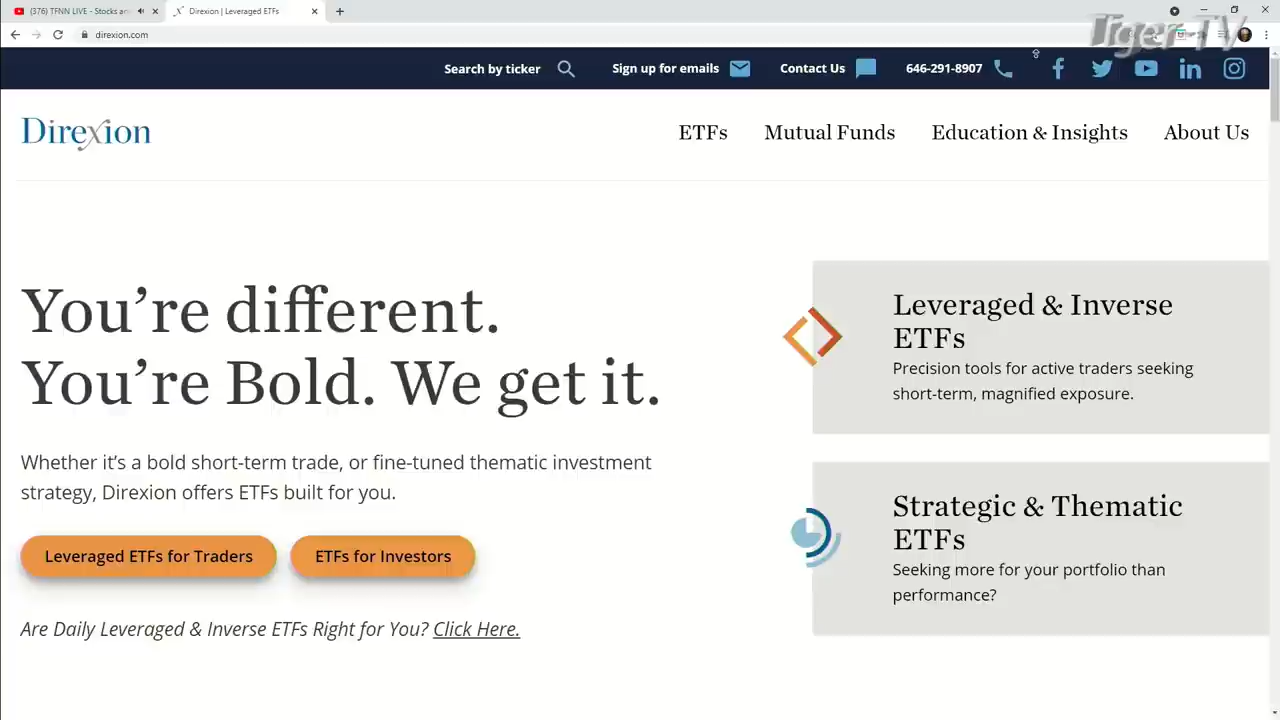 (376) TFNN LIVE - Stocks an
Direxion | Leveraged ETFs
direxion.com
Tiger TV
Search by ticker
Sign up for emails
Contact Us
646-291-8907
Direxion
ETFs
Mutual Funds
Education & Insights
About Us
You’re different.
You’re Bold. We get it.
Whether it’s a bold short-term trade, or fine-tuned thematic investment
strategy, Direxion offers ETFs built for you.
Leveraged ETFs for Traders
ETFs for Investors
Are Daily Leveraged & Inverse ETFs Right for You? Click Here.
Leveraged & Inverse
ETFs
Precision tools for active traders seeking
short-term, magnified exposure.
Strategic & Thematic
ETFs
Seeking more for your portfolio than
performance?